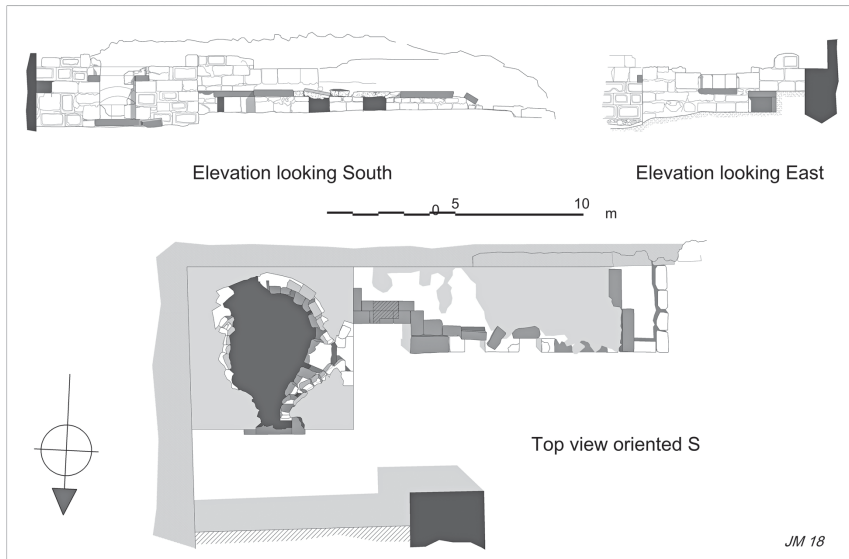 Elevation looking South
Elevation looking East
0 5 10 m
Top view oriented S
JM 18